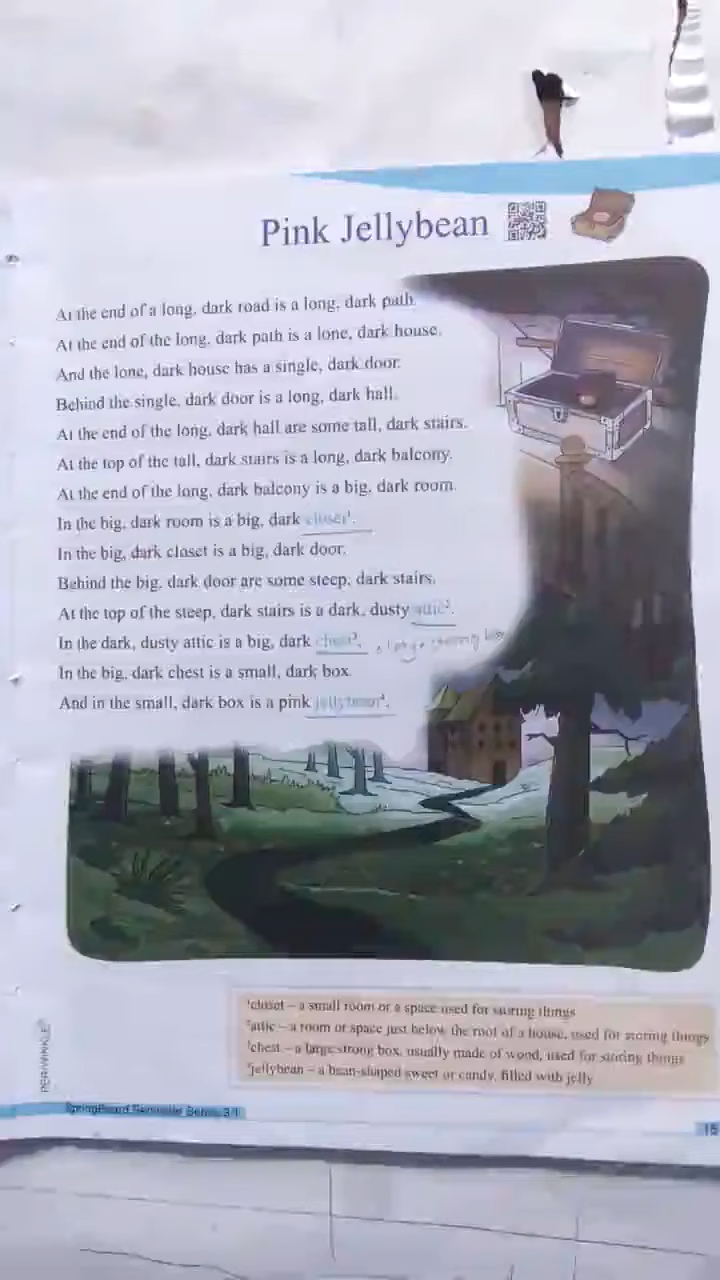 Pink Jellybean
At the end of a long, dark road is a long, dark path.
At the end of the long, dark path is a lone, dark house.
And the lone, dark house has a single, dark door.
Behind the single, dark door is a long, dark hall.
At the end of the long, dark hall are some tall, dark stairs.
At the top of the tall, dark stairs is a long, dark balcony.
At the end of the long, dark balcony is a big, dark room.
In the big, dark room is a big, dark closet¹.
In the big, dark closet is a big, dark door.
Behind the big, dark door are some steep, dark stairs.
At the top of the steep, dark stairs is a dark, dusty attic².
In the dark, dusty attic is a big, dark chest³.
In the big, dark chest is a small, dark box.
And in the small, dark box is a pink jellybean⁴.
¹closet – a small room or a space used for storing things
²attic – a room or space just below the roof of a house, used for storing things
³chest – a large strong box, usually made of wood, used for storing things
⁴jellybean – a bean-shaped sweet or candy, filled with jelly
PERIWINKLE
SpringBoard Semester Series 3.1
15